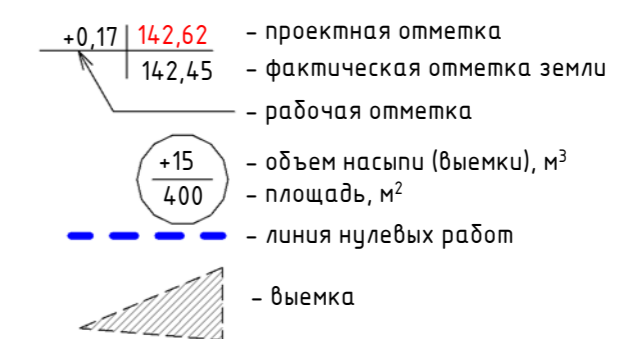 +0,17 142,62 – проектная отметка
142,45 – фактическая отметка земли
– рабочая отметка
+15 – объем насыпи (выемки), м³
400 – площадь, м²
– линия нулевых работ
– выемка